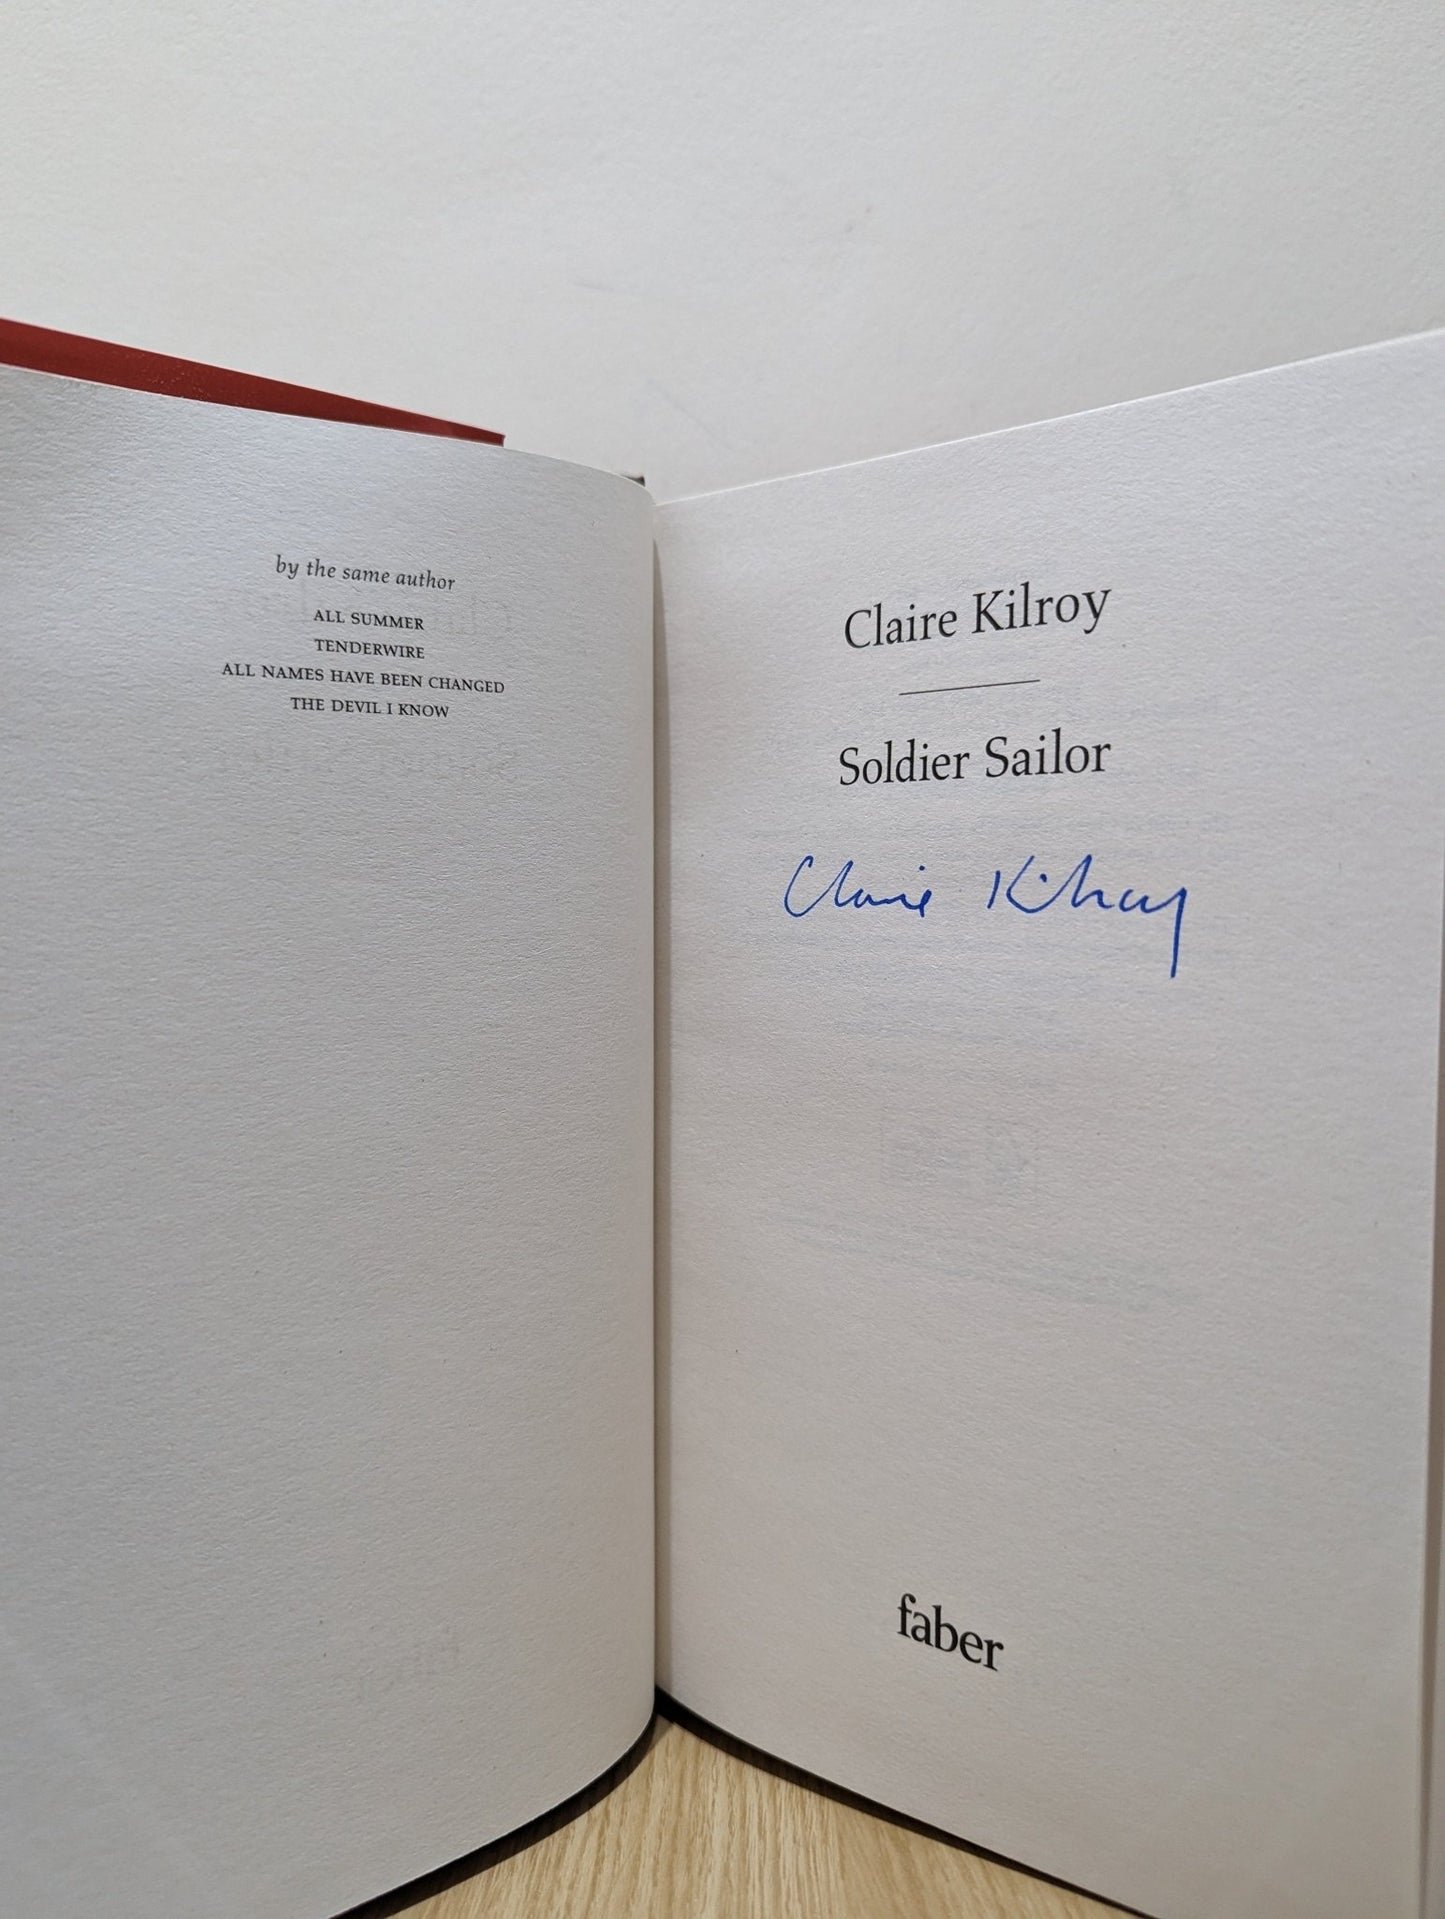 by the same author
ALL SUMMER
TENDERWIRE
ALL NAMES HAVE BEEN CHANGED
THE DEVIL I KNOW
Claire Kilroy
Soldier Sailor
Claire Kilroy
faber